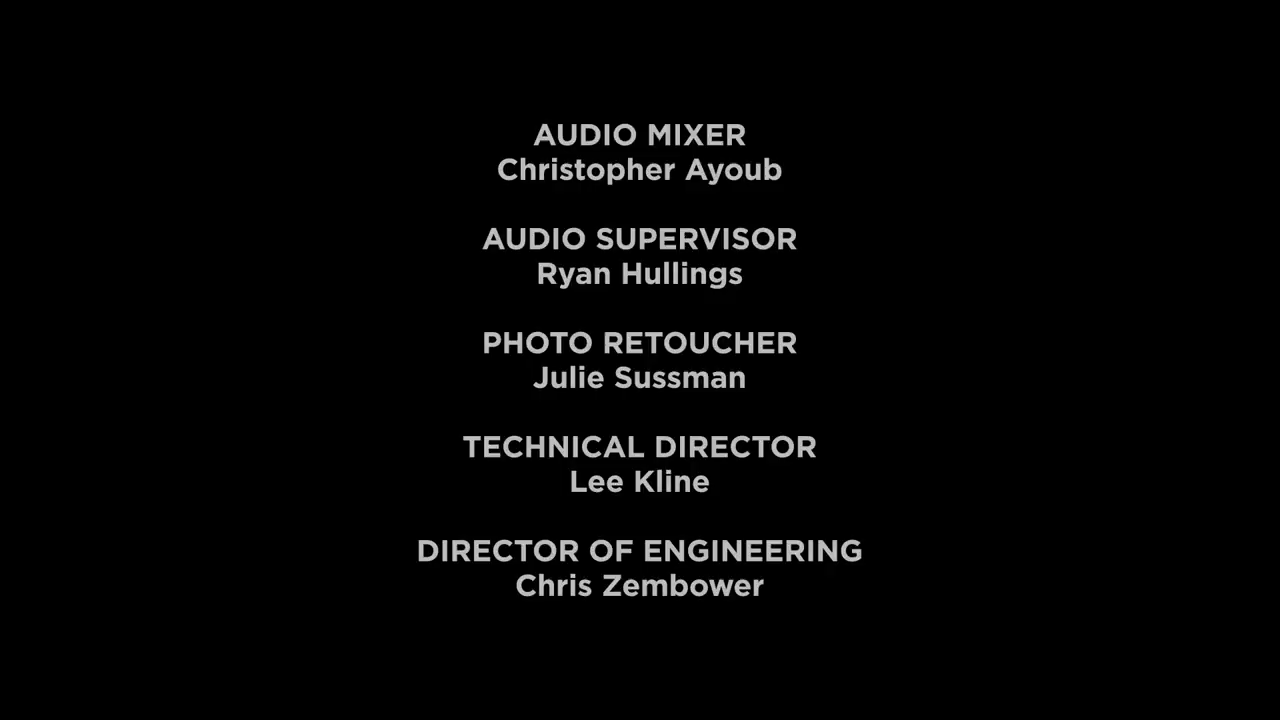 AUDIO MIXER
Christopher Ayoub
AUDIO SUPERVISOR
Ryan Hullings
PHOTO RETOUCHER
Julie Sussman
TECHNICAL DIRECTOR
Lee Kline
DIRECTOR OF ENGINEERING
Chris Zembower